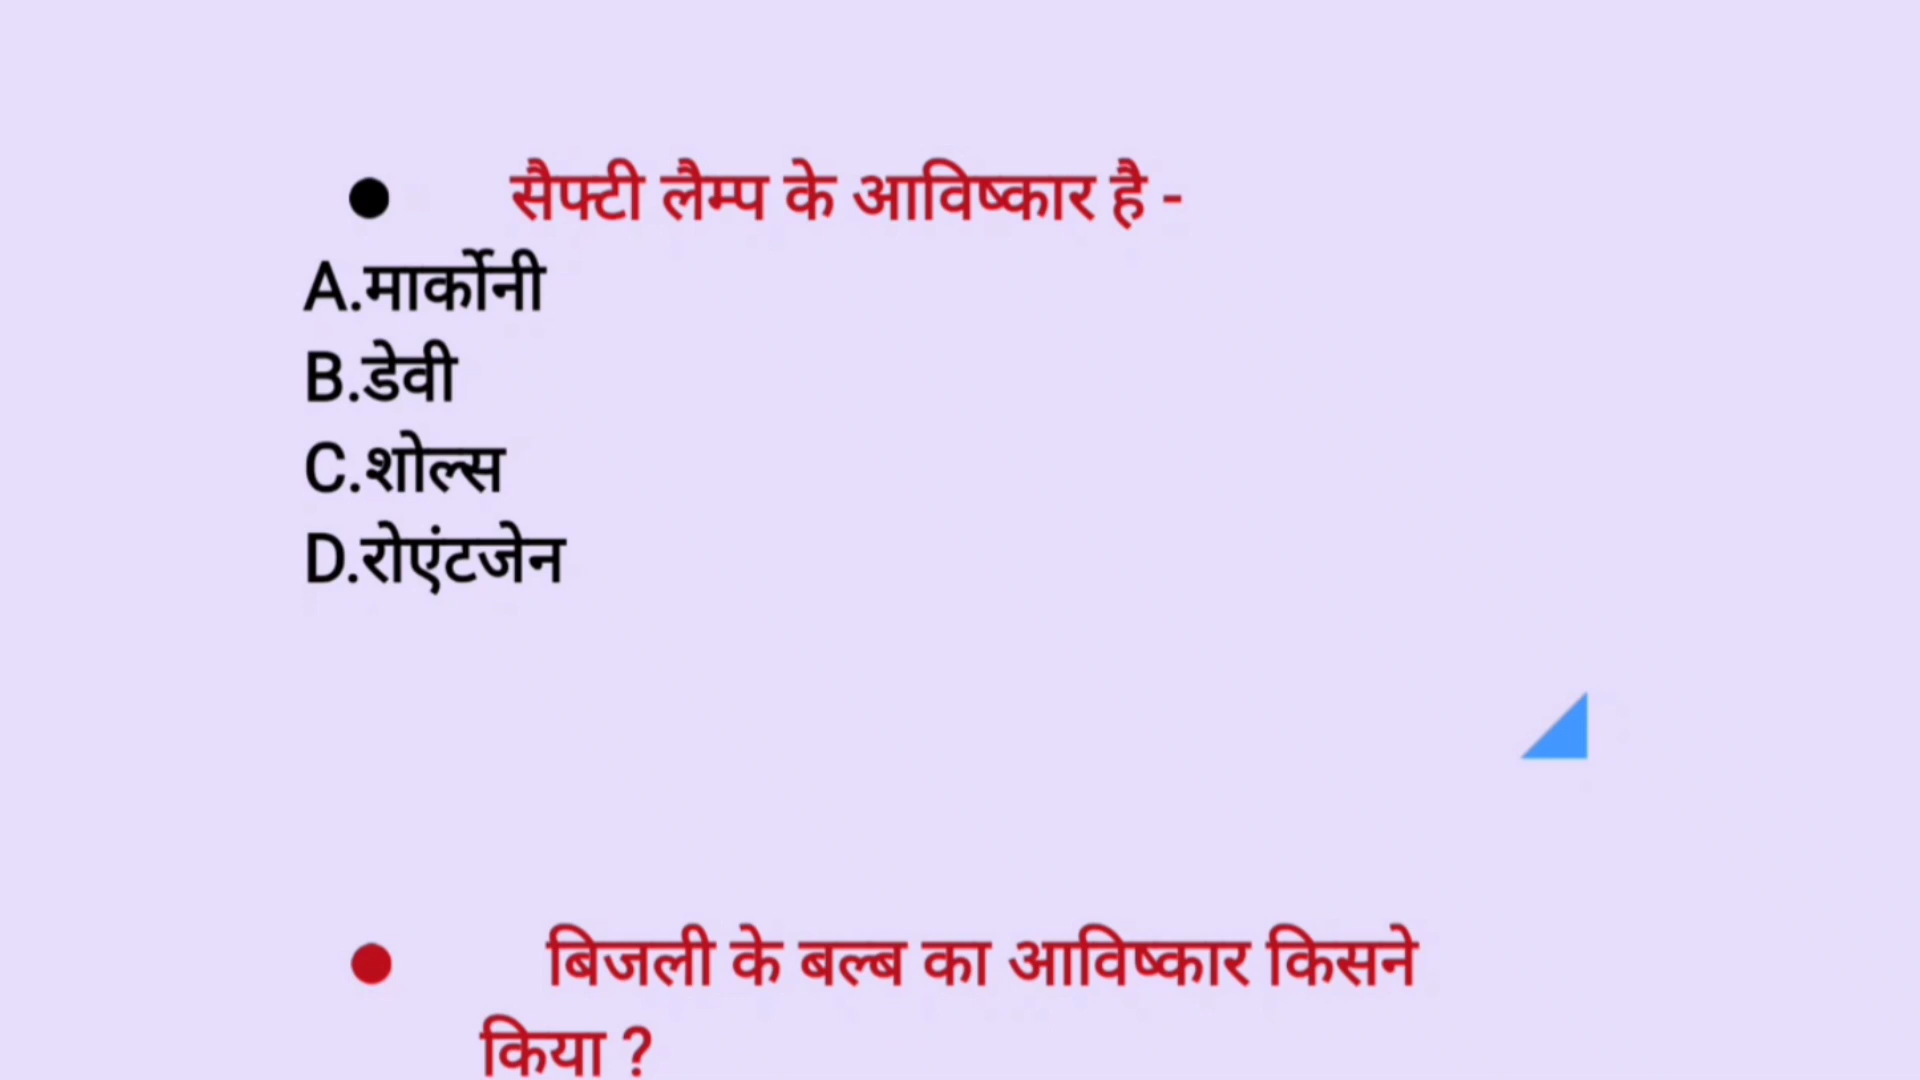 ● सैफ्टी लैम्प के आविष्कार है -
A.मार्कोनी
B.डेवी
C.शोल्स
D.रोएंटजेन
● बिजली के बल्ब का आविष्कार किसने
किया ?